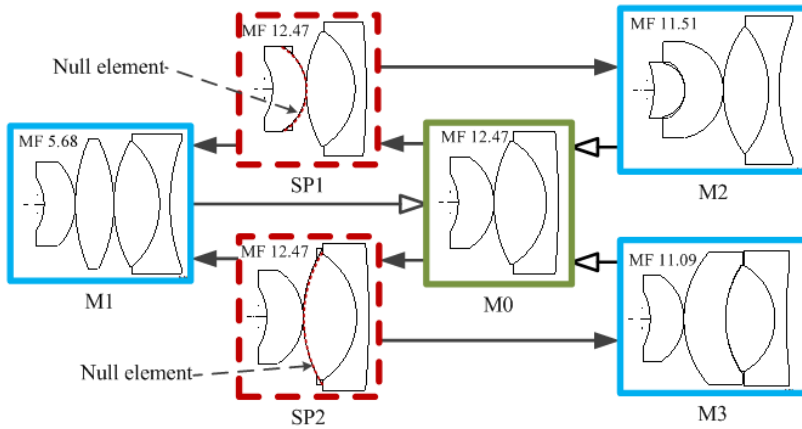 MF 12.47
Null element
SP1
MF 11.51
M2
MF 5.68
M1
MF 12.47
M0
MF 12.47
Null element
SP2
MF 11.09
M3